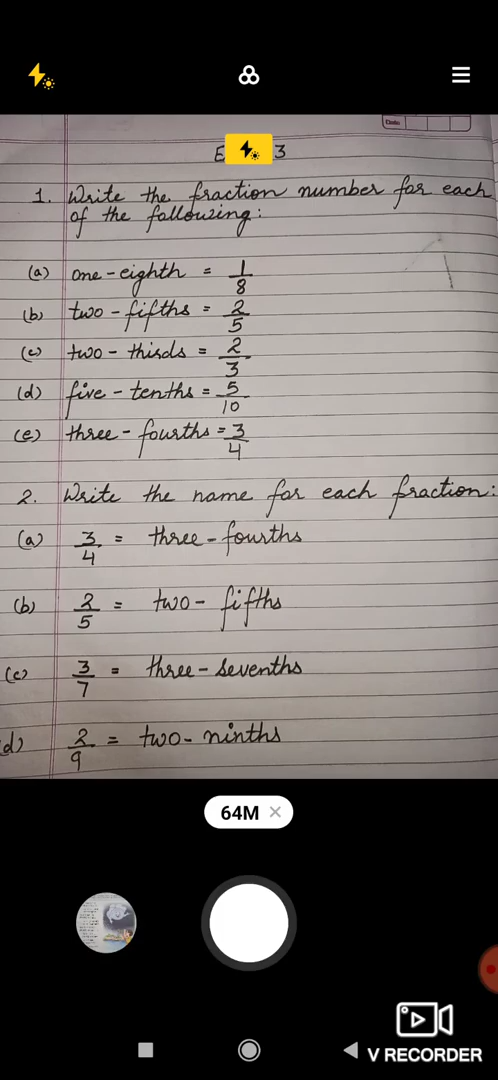 Date:
E 3
1. Write the fraction number for each
of the following:
(a) one-eighth = 1/8
(b) two-fifths = 2/5
(c) two-thirds = 2/3
(d) five-tenths = 5/10
(e) three-fourths = 3/4
2. Write the name for each fraction:
(a) 3/4 = three-fourths
(b) 2/5 = two-fifths
(c) 3/7 = three-sevenths
d) 2/9 = two-ninths
64M ×
V RECORDER